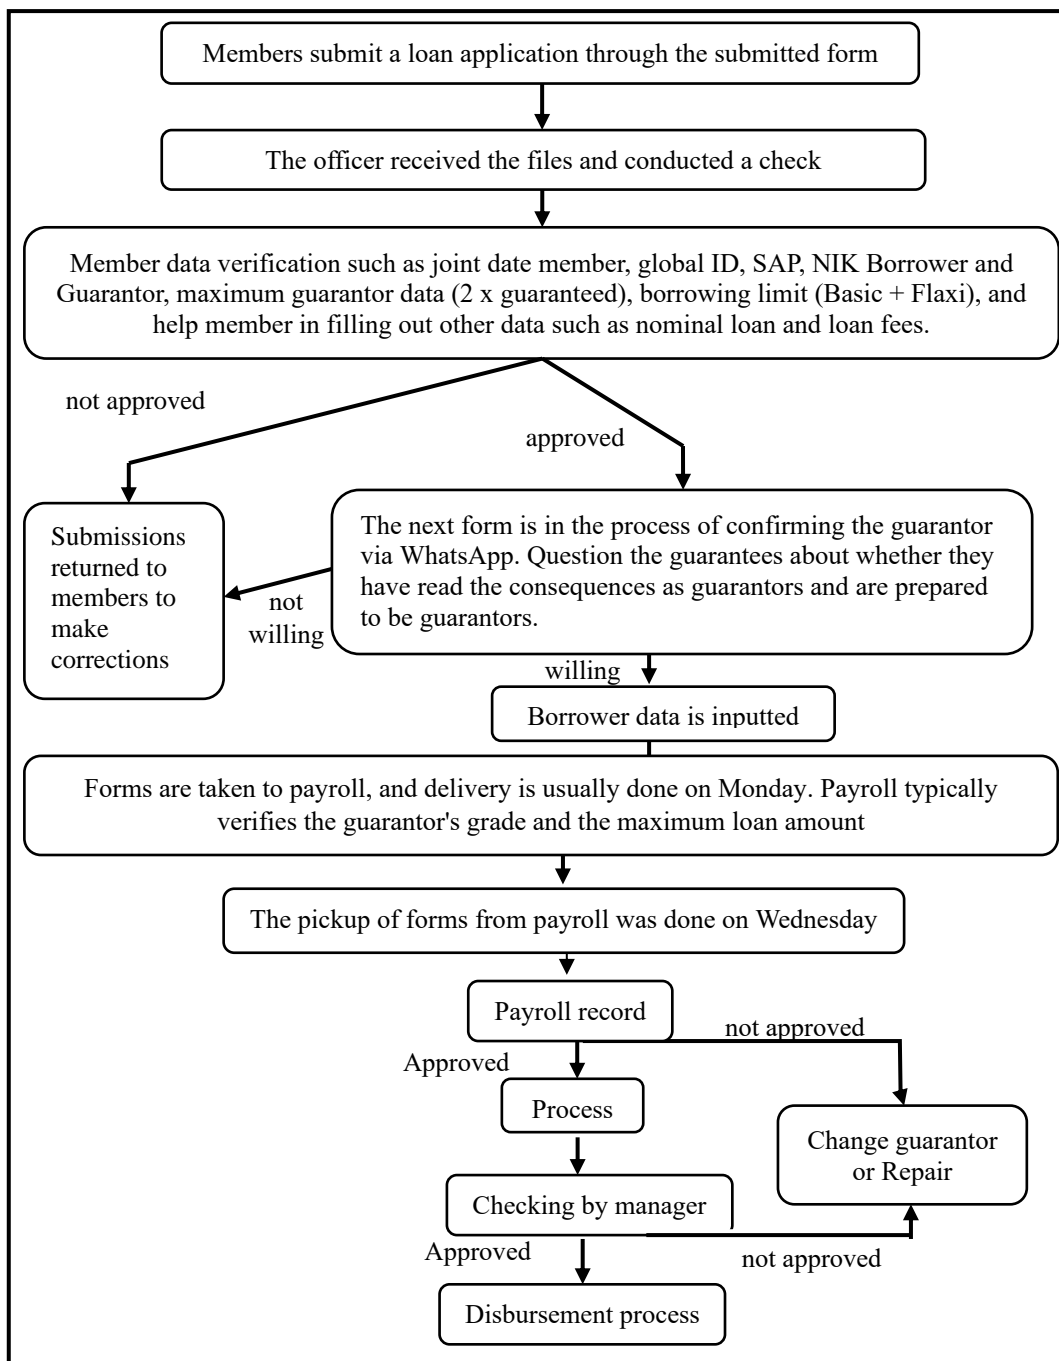 Members submit a loan application through the submitted form
The officer received the files and conducted a check
Member data verification such as joint date member, global ID, SAP, NIK Borrower and
Guarantor, maximum guarantor data (2 x guaranteed), borrowing limit (Basic + Flaxi), and
help member in filling out other data such as nominal loan and loan fees.
not approved
approved
Submissions
returned to
members to
make
corrections
The next form is in the process of confirming the guarantor
via WhatsApp. Question the guarantees about whether they
have read the consequences as guarantors and are prepared
to be guarantors.
not
willing
willing
Borrower data is inputted
Forms are taken to payroll, and delivery is usually done on Monday. Payroll typically
verifies the guarantor's grade and the maximum loan amount
The pickup of forms from payroll was done on Wednesday
Payroll record
not approved
Approved
Process
Change guarantor
or Repair
Checking by manager
Approved
not approved
Disbursement process